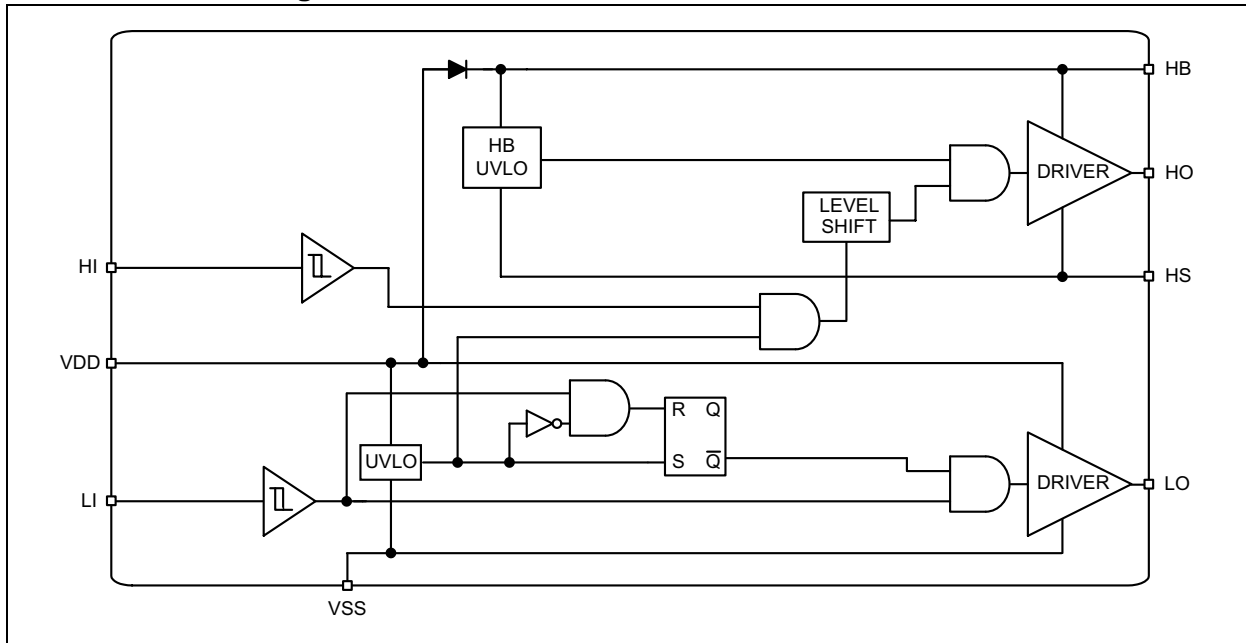 HB
HB
UVLO
DRIVER
HO
LEVEL
SHIFT
HI
HS
VDD
R Q
UVLO
S Q̅
DRIVER
LI
LO
VSS